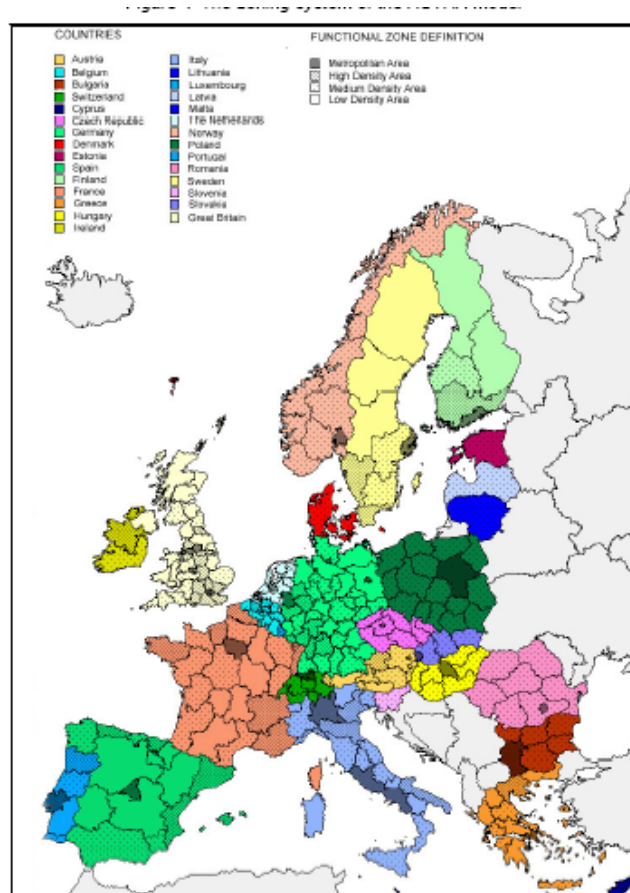 COUNTRIES
Austria
Belgium
Bulgaria
Switzerland
Cyprus
Czech Republic
Germany
Denmark
Estonia
Spain
Finland
France
Greece
Hungary
Ireland
Italy
Lithuania
Luxembourg
Latvia
Malta
The Netherlands
Norway
Poland
Portugal
Romania
Sweden
Slovenia
Slovakia
Great Britain
FUNCTIONAL ZONE DEFINITION
Metropolitan Area
High Density Area
Medium Density Area
Low Density Area